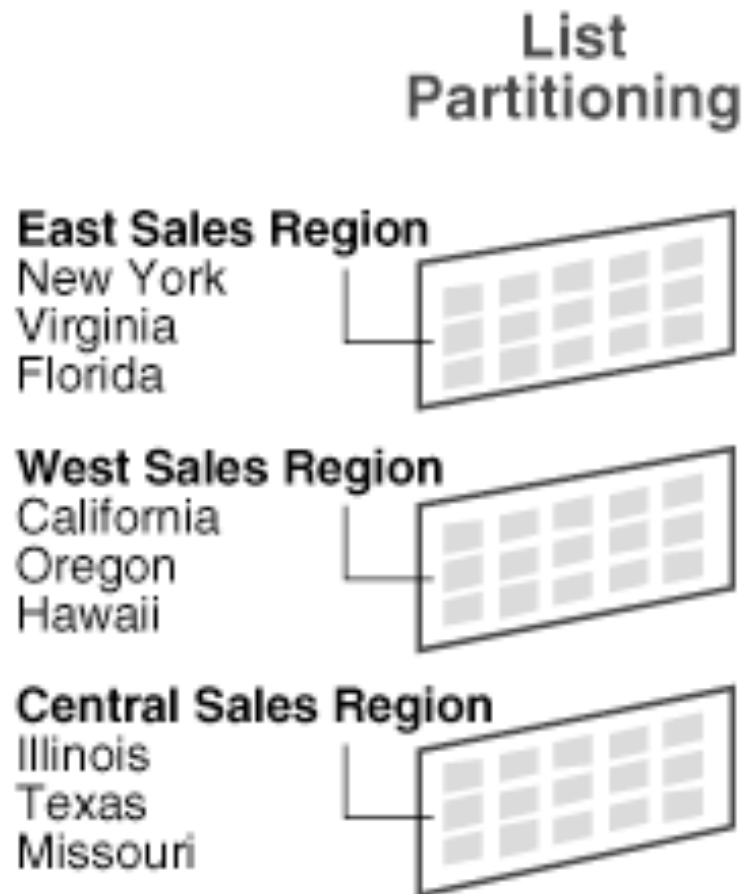 List
Partitioning
East Sales Region
New York
Virginia
Florida
West Sales Region
California
Oregon
Hawaii
Central Sales Region
Illinois
Texas
Missouri